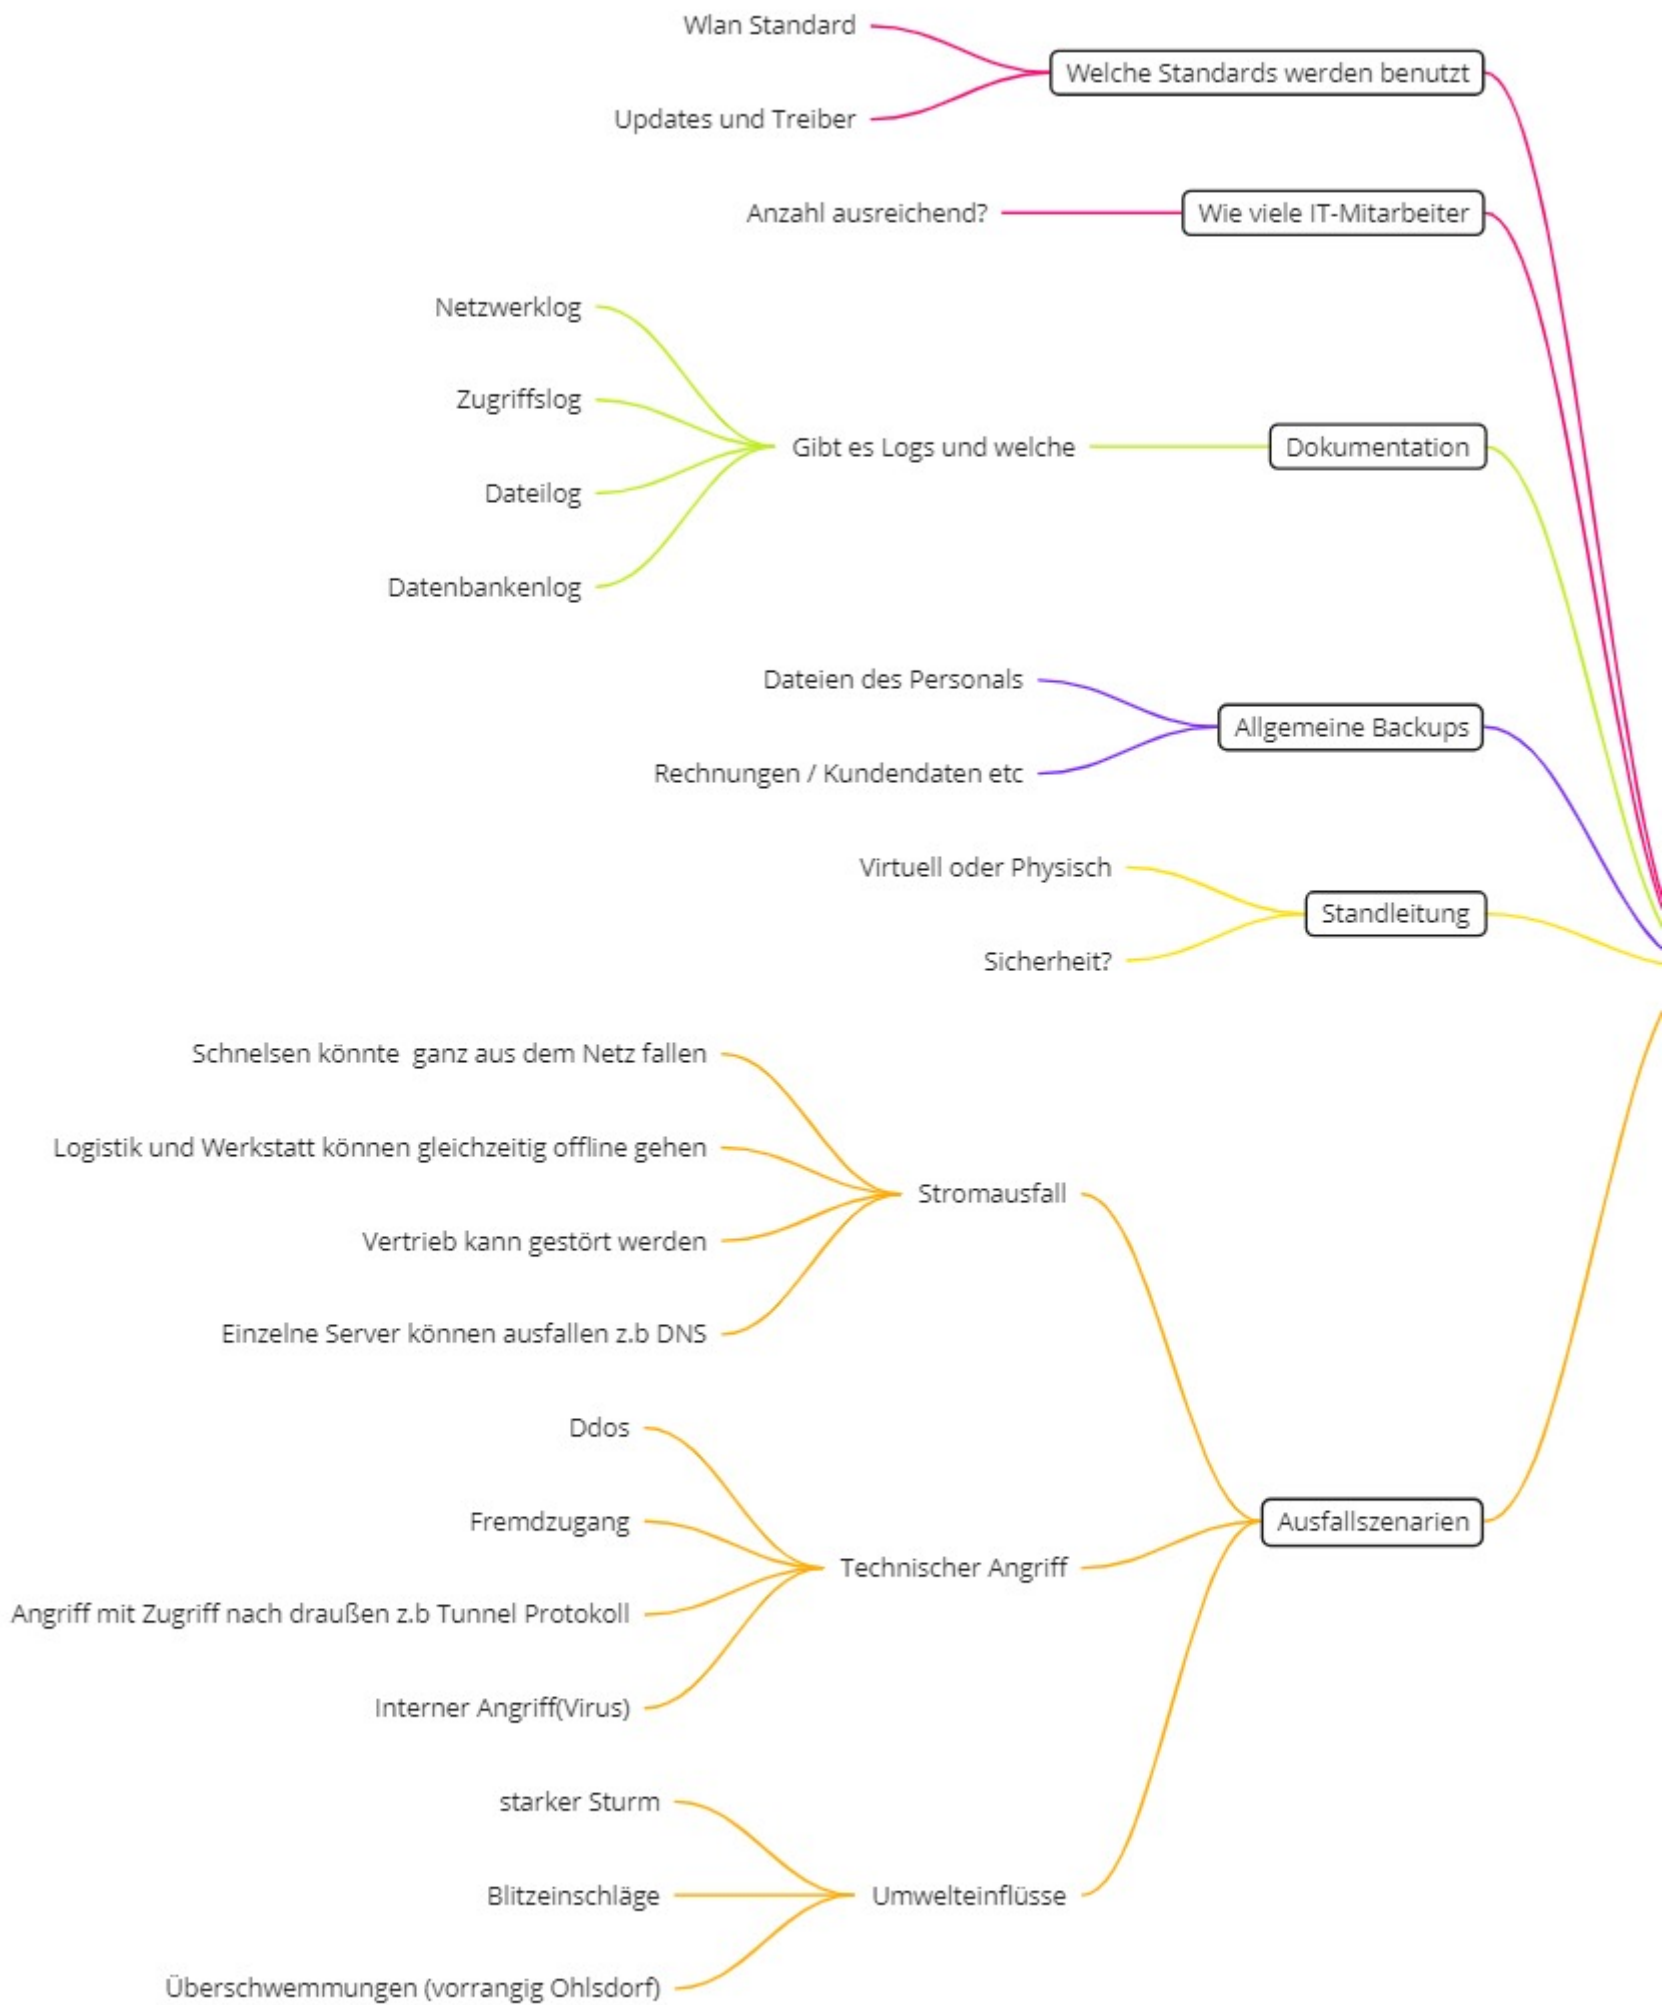 Wlan Standard
Welche Standards werden benutzt
Updates und Treiber
Anzahl ausreichend?
Wie viele IT-Mitarbeiter
Netzwerklog
Zugriffslog
Gibt es Logs und welche
Dokumentation
Dateilog
Datenbankenlog
Dateien des Personals
Allgemeine Backups
Rechnungen / Kundendaten etc
Virtuell oder Physisch
Standleitung
Sicherheit?
Schnelsen könnte  ganz aus dem Netz fallen
Logistik und Werkstatt können gleichzeitig offline gehen
Stromausfall
Vertrieb kann gestört werden
Einzelne Server können ausfallen z.b DNS
Ddos
Fremdzugang
Ausfallszenarien
Technischer Angriff
Angriff mit Zugriff nach draußen z.b Tunnel Protokoll
Interner Angriff(Virus)
starker Sturm
Blitzeinschläge
Umwelteinflüsse
Überschwemmungen (vorrangig Ohlsdorf)